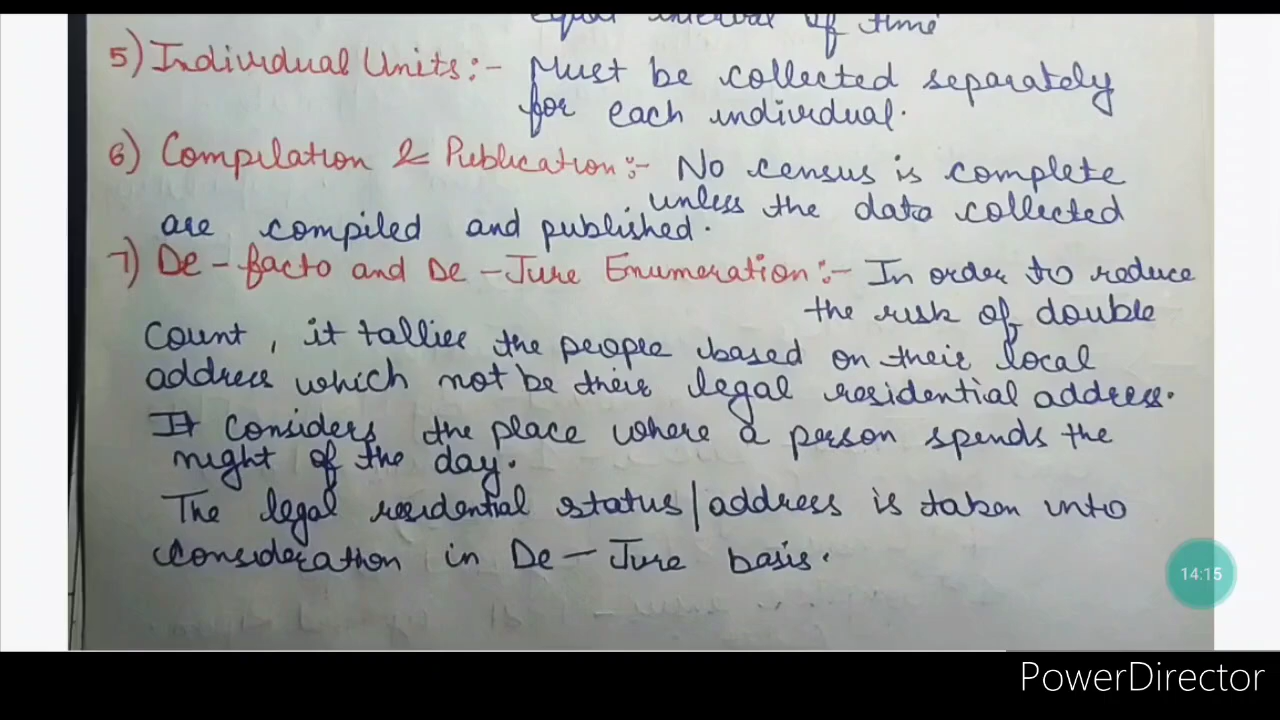 equal interval of time
5) Individual Units :- Must be collected separately
for each individual.
6) Compilation & Publication :- No census is complete
unless the data collected
are compiled and published.
7) De-facto and De-Jure Enumeration :- In order to reduce
the risk of double
Count, it tallies the people based on their local
address which not be their legal residential address.
It considers the place where a person spends the
night of the day.
The legal residential status/address is taken into
consideration in De-Jure basis.
14:15
PowerDirector